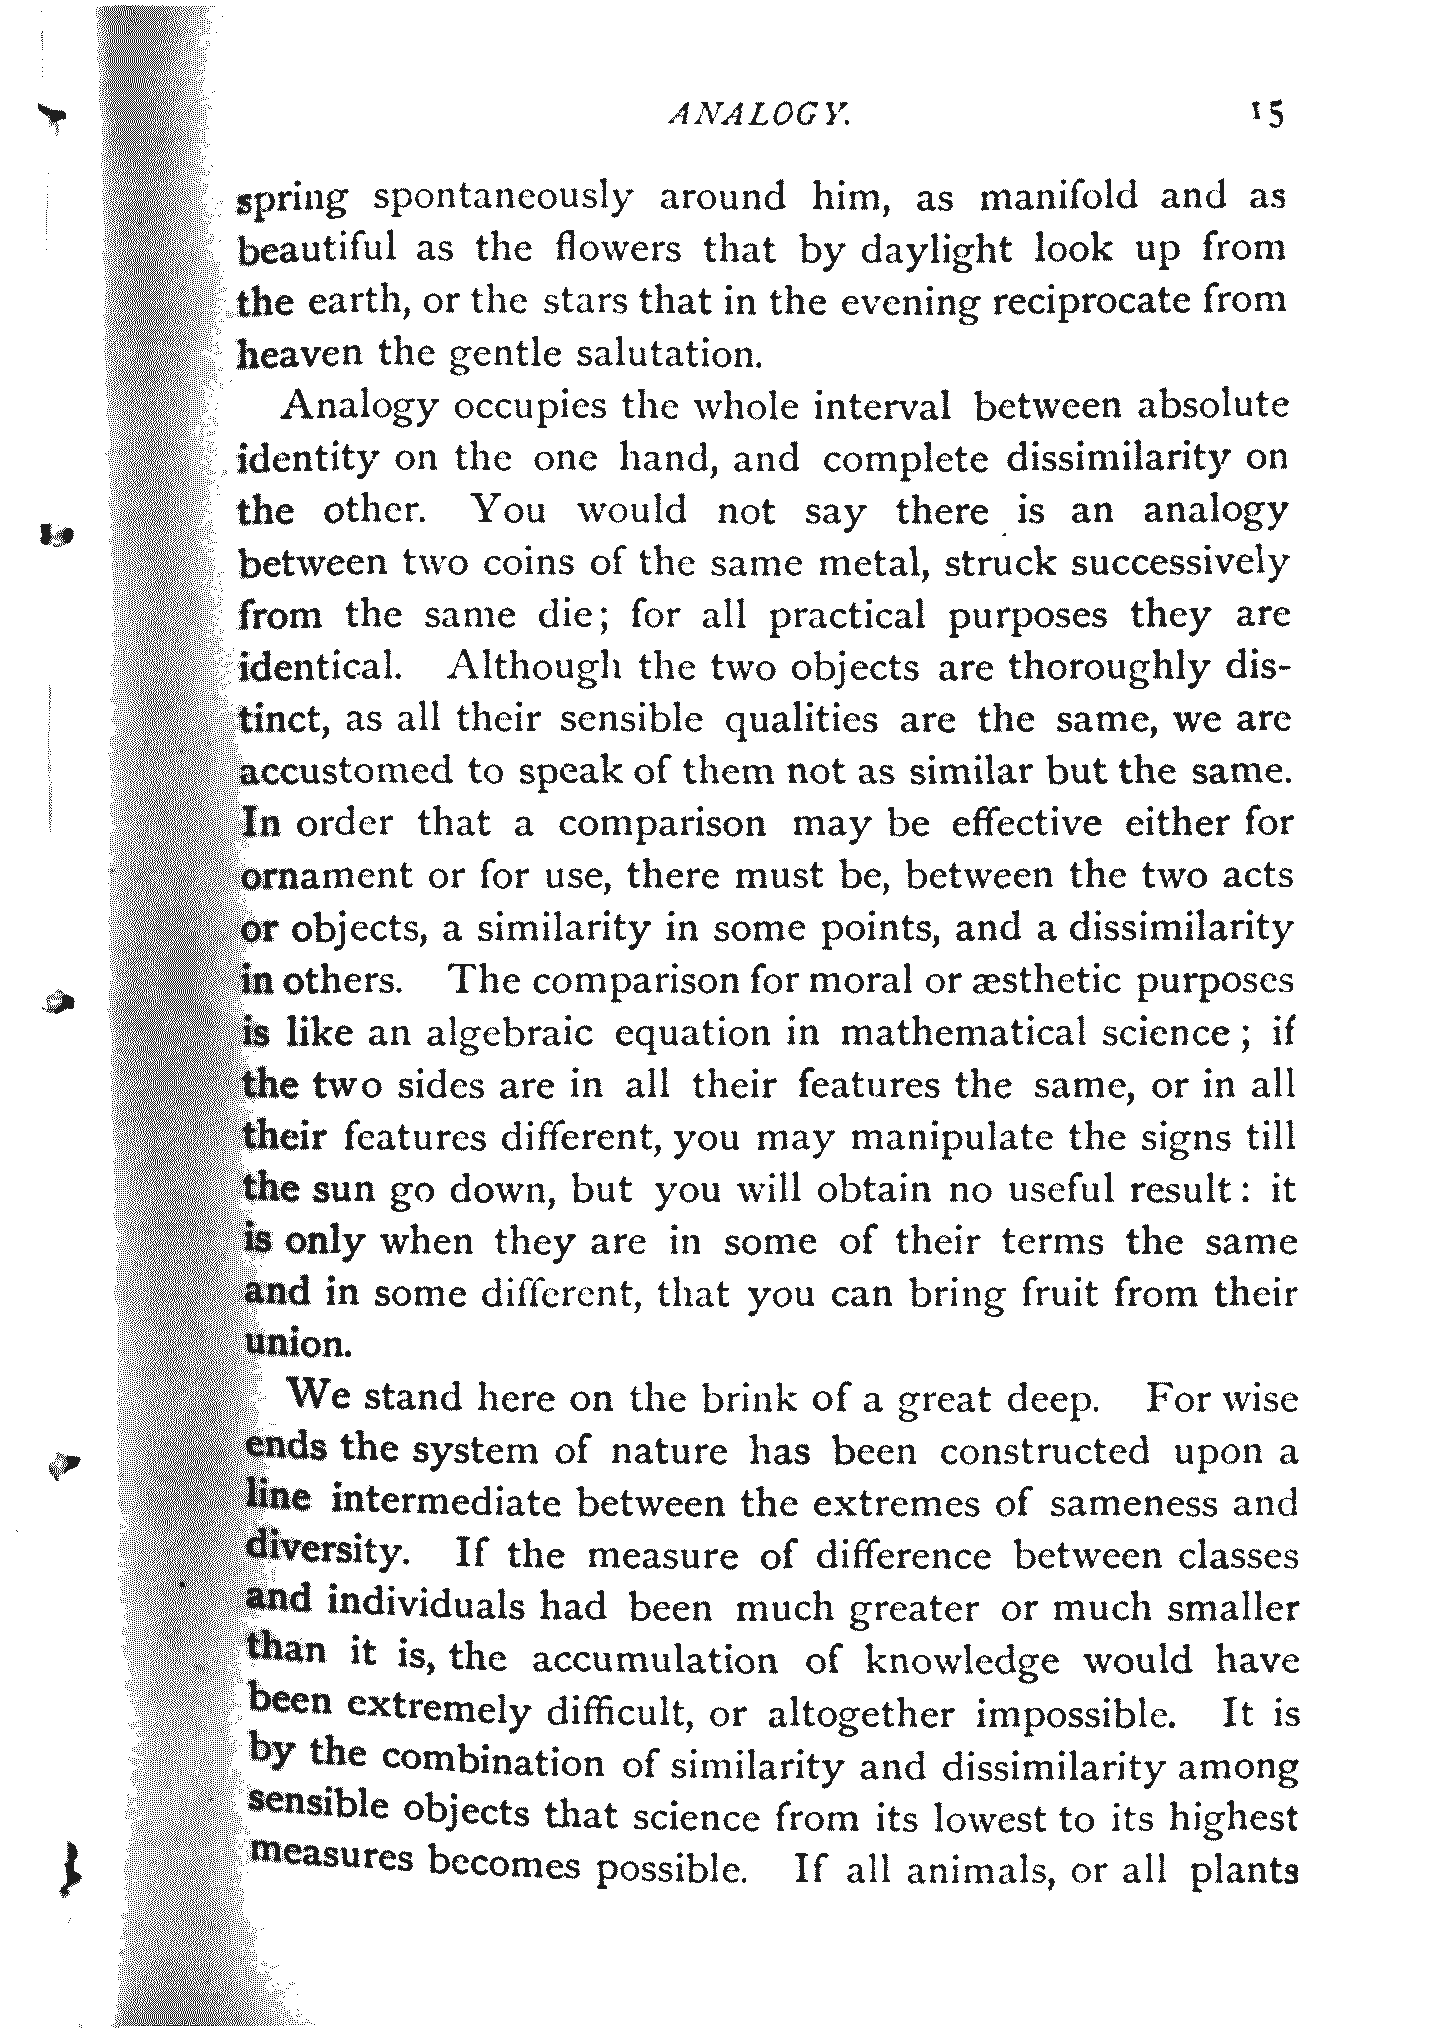 ANALOGY. 15
spring spontaneously around him, as manifold and as
beautiful as the flowers that by daylight look up from
the earth, or the stars that in the evening reciprocate from
heaven the gentle salutation.
Analogy occupies the whole interval between absolute
identity on the one hand, and complete dissimilarity on
the other. You would not say there is an analogy
between two coins of the same metal, struck successively
from the same die; for all practical purposes they are
identical. Although the two objects are thoroughly dis-
tinct, as all their sensible qualities are the same, we are
accustomed to speak of them not as similar but the same.
In order that a comparison may be effective either for
ornament or for use, there must be, between the two acts
or objects, a similarity in some points, and a dissimilarity
in others. The comparison for moral or æsthetic purposes
is like an algebraic equation in mathematical science; if
the two sides are in all their features the same, or in all
their features different, you may manipulate the signs till
the sun go down, but you will obtain no useful result: it
is only when they are in some of their terms the same
and in some different, that you can bring fruit from their
union.
We stand here on the brink of a great deep. For wise
ends the system of nature has been constructed upon a
line intermediate between the extremes of sameness and
diversity. If the measure of difference between classes
and individuals had been much greater or much smaller
than it is, the accumulation of knowledge would have
been extremely difficult, or altogether impossible. It is
by the combination of similarity and dissimilarity among
sensible objects that science from its lowest to its highest
measures becomes possible. If all animals, or all plants